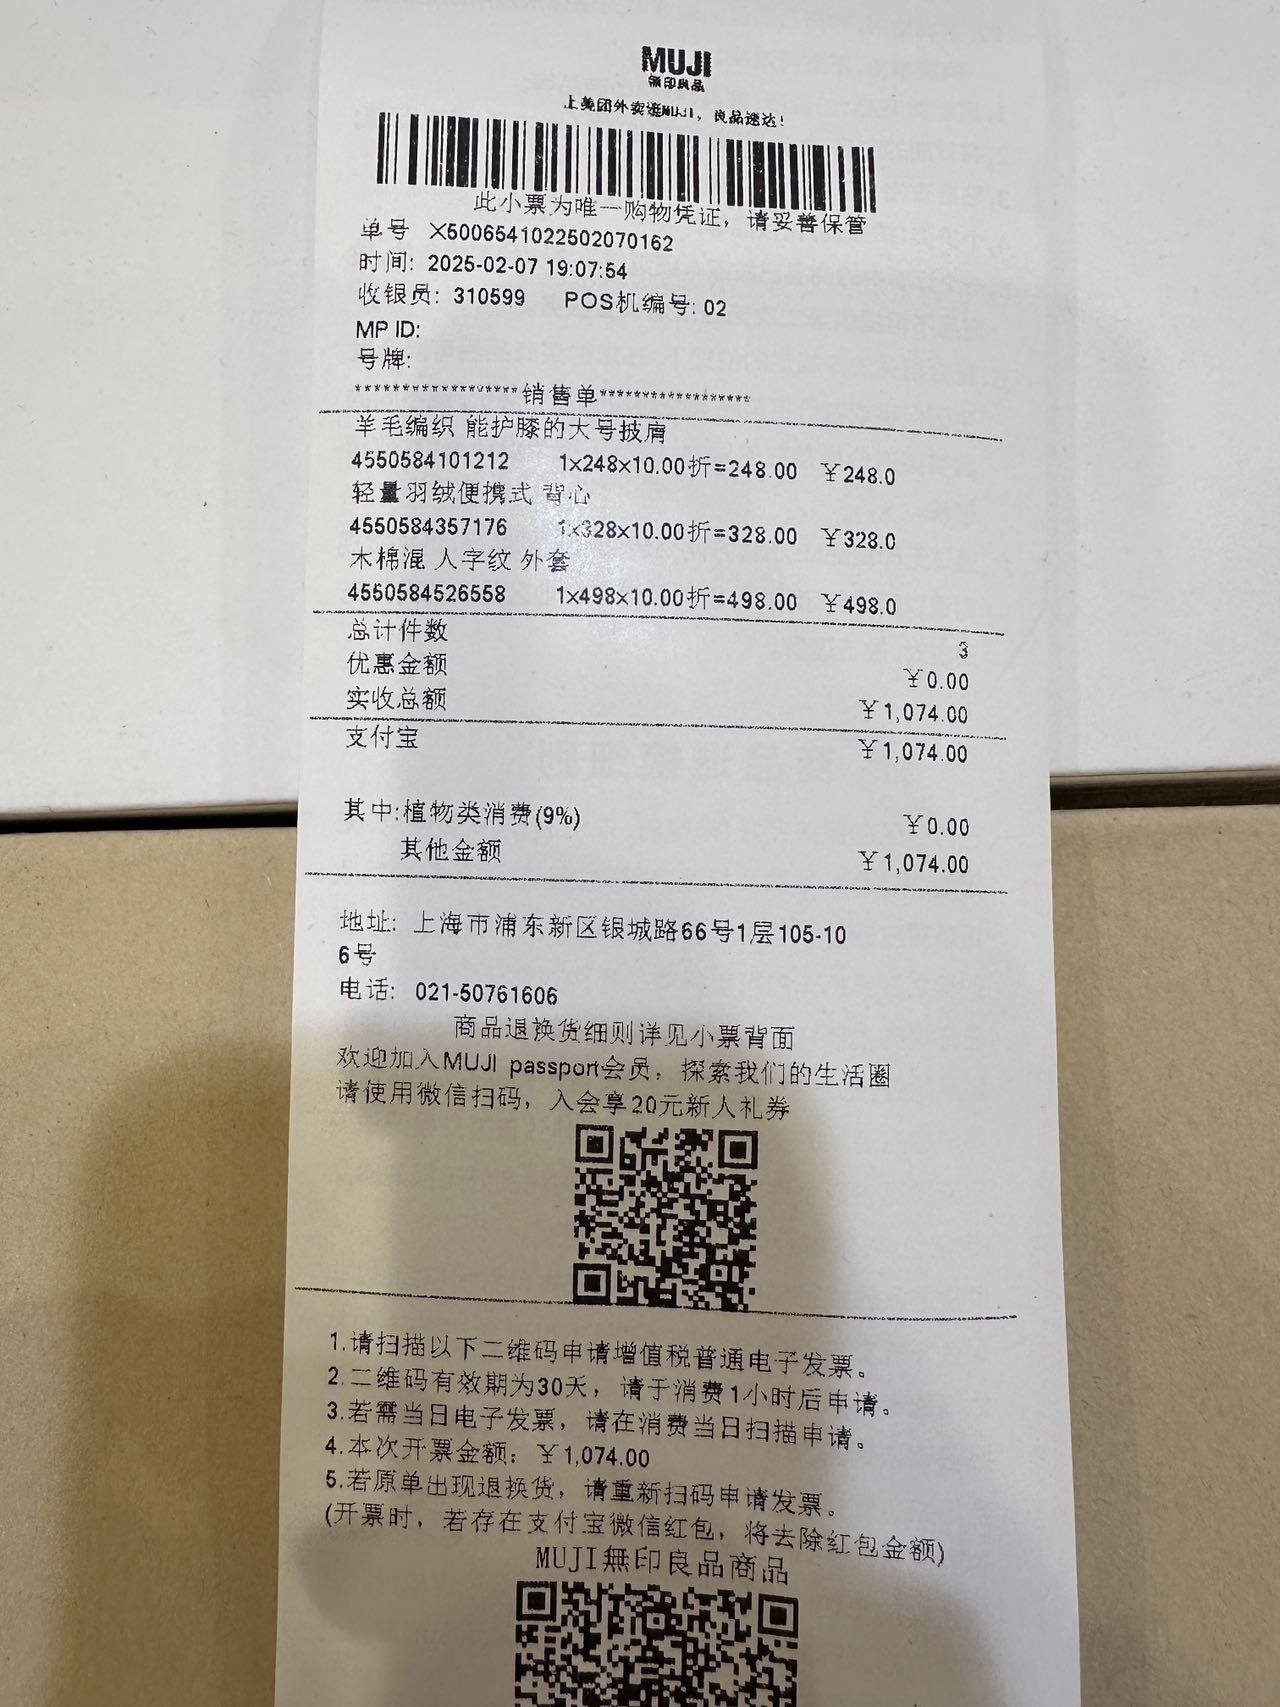 MUJI
無印良品
上美团外卖逛MUJI，良品速达！
此小票为唯一购物凭证，请妥善保管
单号 X5006541022502070162
时间: 2025-02-07 19:07:54
收银员: 310599 POS机编号: 02
MP ID:
号牌:
******************销售单******************
羊毛编织 能护膝的大号披肩
4550584101212 1x248x10.00折=248.00 ￥248.0
轻量羽绒便携式 背心
4550584357176 1x328x10.00折=328.00 ￥328.0
木棉混 人字纹 外套
4550584526558 1x498x10.00折=498.00 ￥498.0
总计件数 3
优惠金额 ￥0.00
实收总额 ￥1,074.00
支付宝 ￥1,074.00
其中:植物类消费(9%) ￥0.00
其他金额 ￥1,074.00
地址: 上海市浦东新区银城路66号1层105-10
6号
电话: 021-50761606
商品退换货细则详见小票背面
欢迎加入MUJI passport会员，探索我们的生活圈
请使用微信扫码，入会享20元新人礼券
1.请扫描以下二维码申请增值税普通电子发票。
2.二维码有效期为30天，请于消费1小时后申请。
3.若需当日电子发票，请在消费当日扫描申请。
4.本次开票金额: ￥1,074.00
5.若原单出现退换货，请重新扫码申请发票。
(开票时，若存在支付宝微信红包，将去除红包金额)
MUJI無印良品商品